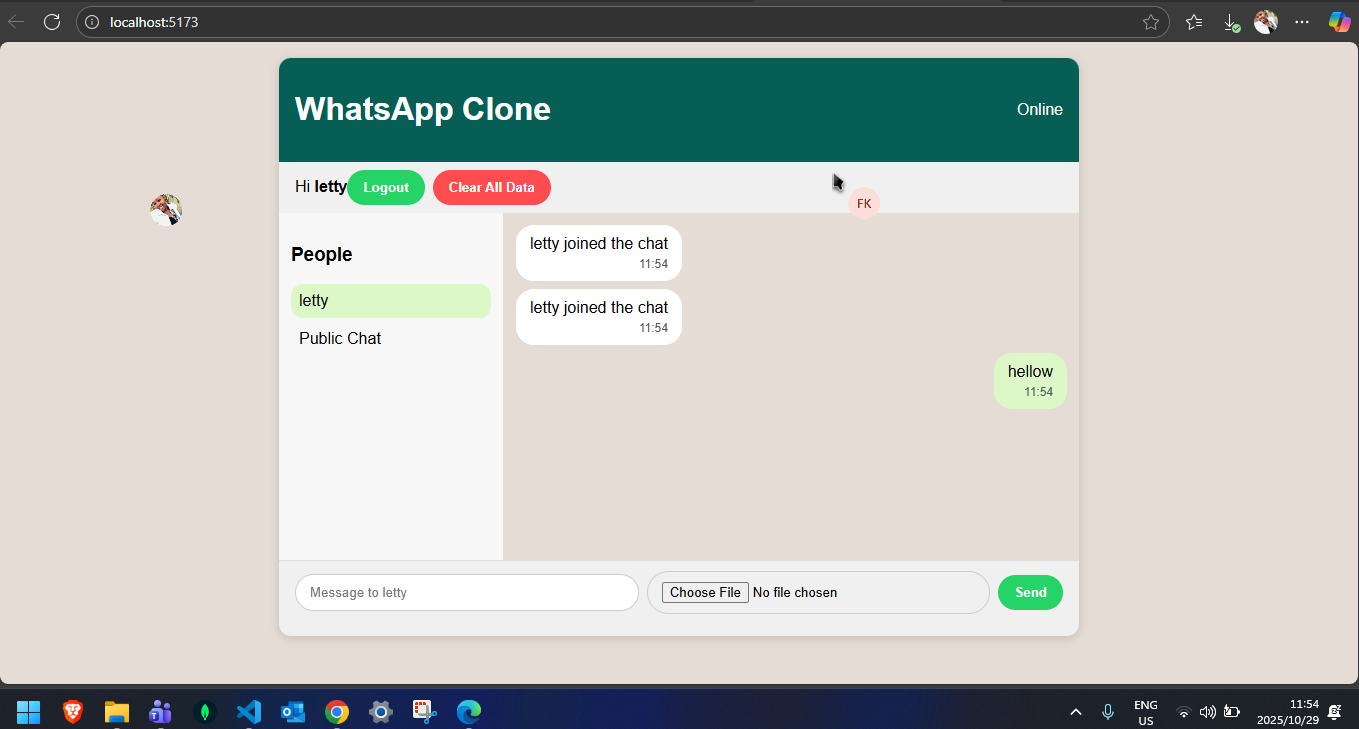 localhost:5173
WhatsApp Clone
Online
Hi letty
Logout
Clear All Data
FK
People
letty
Public Chat
letty joined the chat
11:54
letty joined the chat
11:54
hellow
11:54
Message to letty
Choose File No file chosen
Send
ENG
US
11:54
2025/10/29